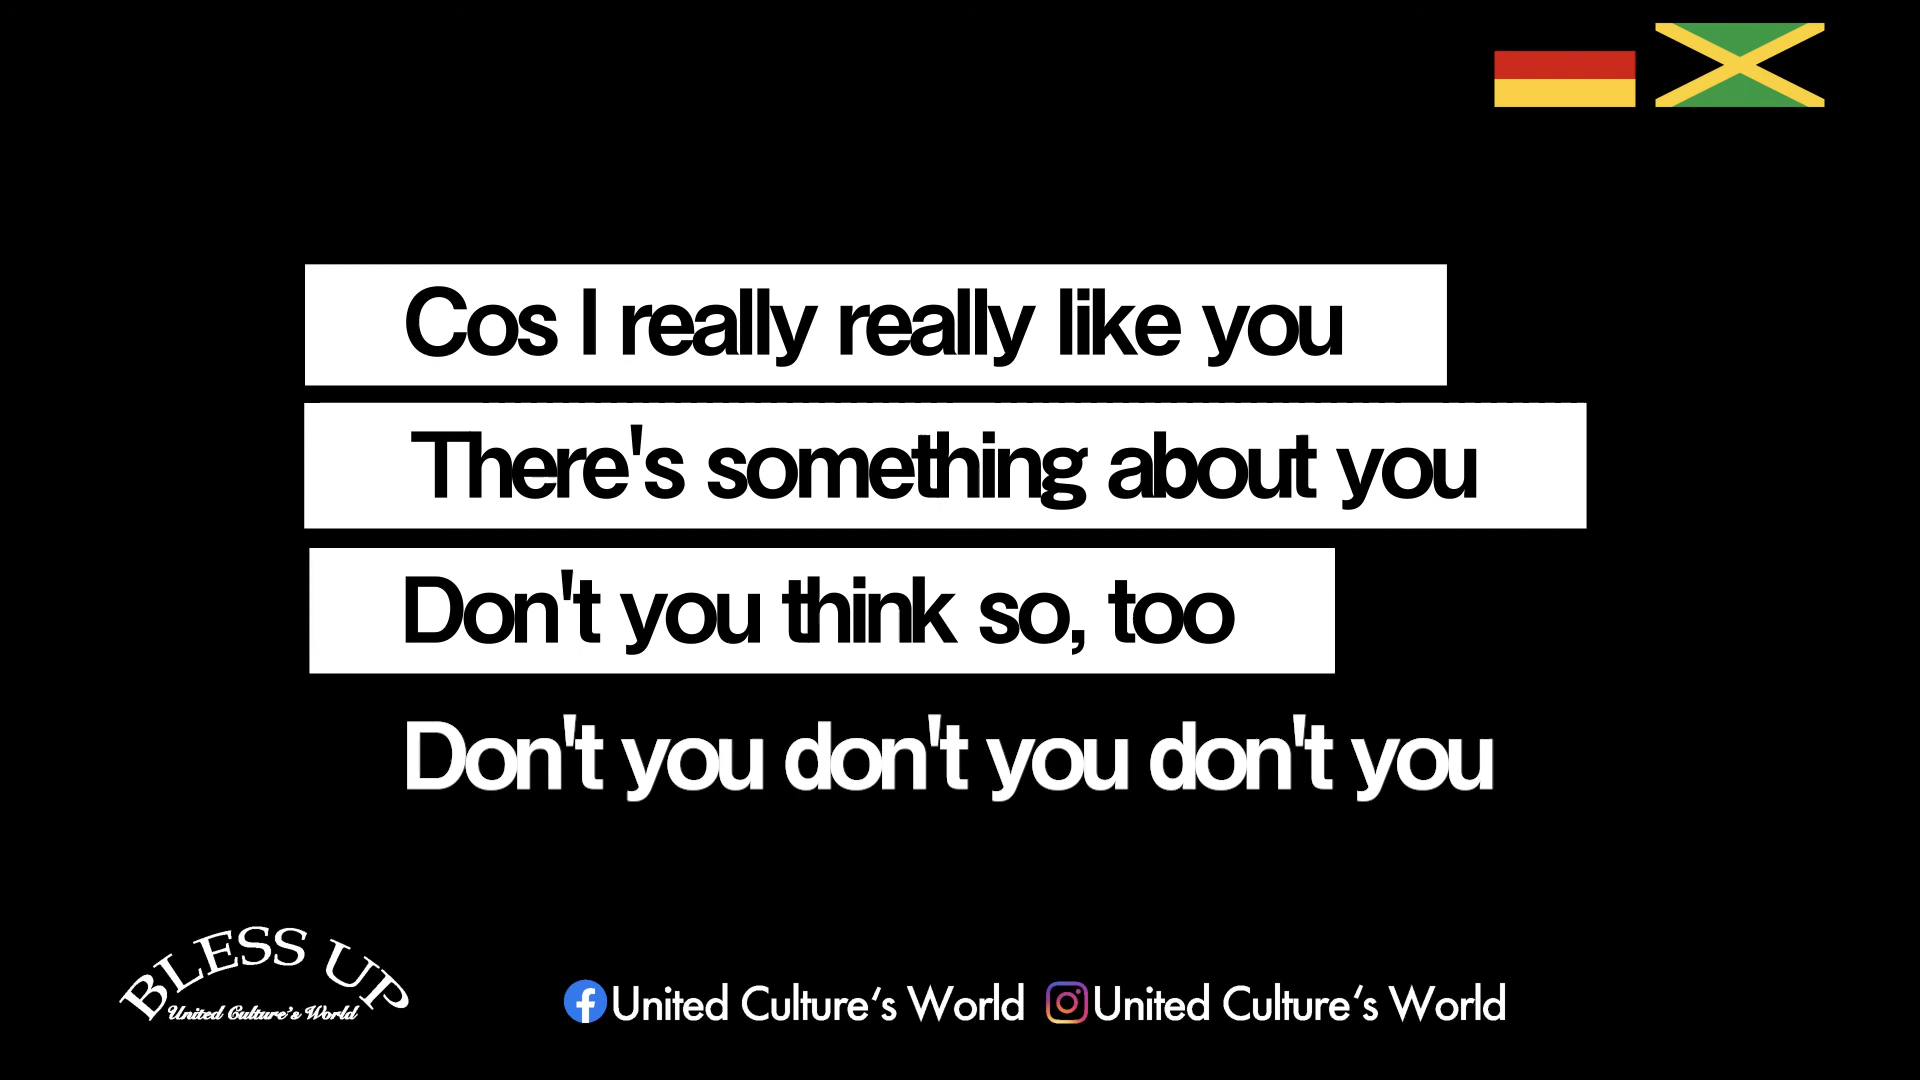 Cos I really really like you
There's something about you
Don't you think so, too
Don't you don't you don't you
BLESS UP
United Culture's World
United Culture's World United Culture's World